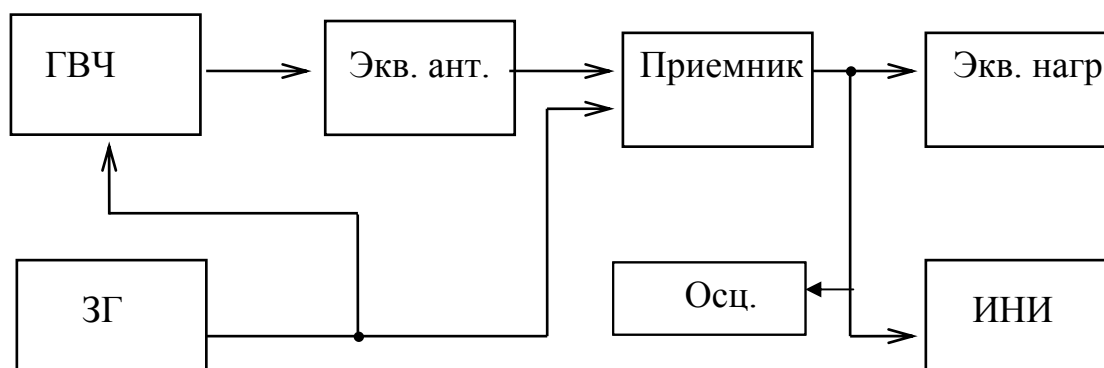 ГВЧ
Экв. ант.
Приемник
Экв. нагр
Осц.
ЗГ
ИНИ